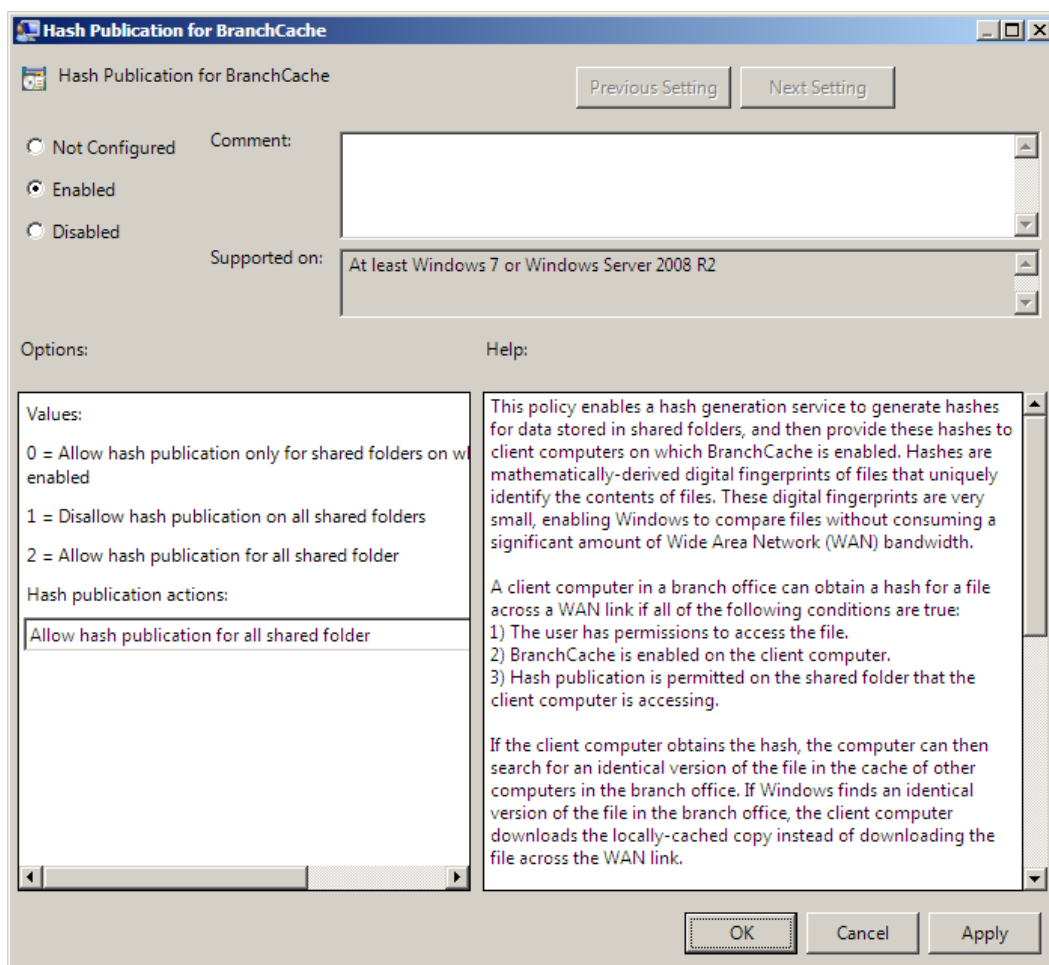 Hash Publication for BranchCache
Hash Publication for BranchCache
Previous Setting
Next Setting
Not Configured
Comment:
Enabled
Disabled
Supported on:
At least Windows 7 or Windows Server 2008 R2
Options:
Help:
Values:
0 = Allow hash publication only for shared folders on
enabled
1 = Disallow hash publication on all shared folders
2 = Allow hash publication for all shared folder
Hash publication actions:
Allow hash publication for all shared folder
This policy enables a hash generation service to generate hashes
for data stored in shared folders, and then provide these hashes to
client computers on which BranchCache is enabled. Hashes are
mathematically-derived digital fingerprints of files that uniquely
identify the contents of files. These digital fingerprints are very
small, enabling Windows to compare files without consuming a
significant amount of Wide Area Network (WAN) bandwidth.
A client computer in a branch office can obtain a hash for a file
across a WAN link if all of the following conditions are true:
1) The user has permissions to access the file.
2) BranchCache is enabled on the client computer.
3) Hash publication is permitted on the shared folder that the
client computer is accessing.
If the client computer obtains the hash, the computer can then
search for an identical version of the file in the cache of other
computers in the branch office. If Windows finds an identical
version of the file in the branch office, the client computer
downloads the locally-cached copy instead of downloading the
file across the WAN link.
OK
Cancel
Apply